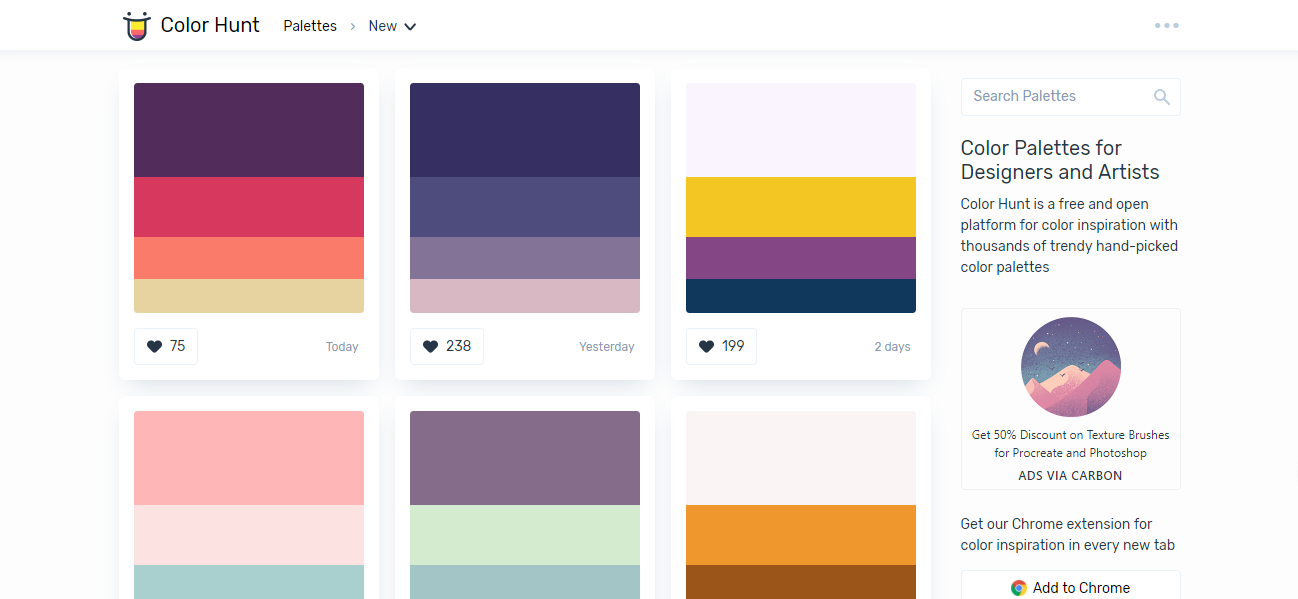 Color Hunt Palettes › New
75 Today
238 Yesterday
199 2 days
Search Palettes
Color Palettes for
Designers and Artists
Color Hunt is a free and open
platform for color inspiration with
thousands of trendy hand-picked
color palettes
Get 50% Discount on Texture Brushes
for Procreate and Photoshop
ADS VIA CARBON
Get our Chrome extension for
color inspiration in every new tab
Add to Chrome